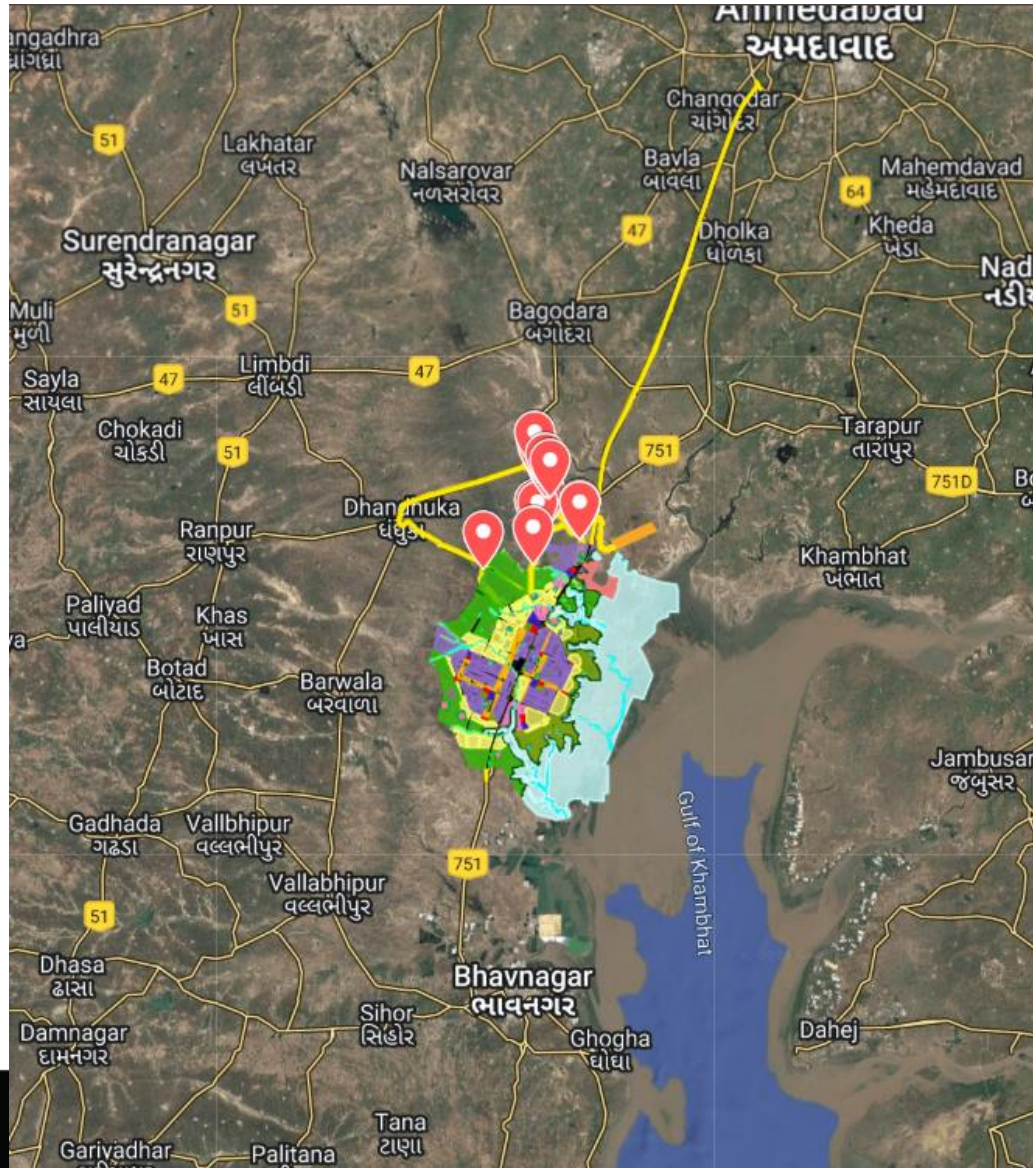 Ahmedabad
અમદાવાદ
Changodar
ચાંગોદર
51
Lakhatar
લખતર
Nalsarovar
નળસરોવર
Bavla
બાવલા
Mahemdavad
મહેમદાવાદ
64
47
Dholka
ધોળકા
Kheda
ખેડા
Surendranagar
સુરેન્દ્રનગર
Muli
મુળી
51
Bagodara
બગોદરા
Limbdi
લીંબડી
47
47
Sayla
સાયલા
Chokadi
ચોકડી
51
751
Tarapur
તારાપુર
751D
Dhandhuka
ધંધુકા
Ranpur
રાણપુર
Khambhat
ખંભાત
Paliyad
પાલીયાડ
Khas
ખાસ
Botad
બોટાદ
Barwala
બરવાળા
Gadhada
ગઢડા
Vallbhipur
વલ્લભીપુર
751
Vallabhipur
વલ્લભીપુર
51
Gulf of Khambhat
Dhasa
ઢાસા
Bhavnagar
ભાવનગર
Sihor
સિહોર
Damnagar
દામનગર
Ghogha
ઘોઘા
Dahej
Tana
ટાણા
Gariyadhar
Palitana